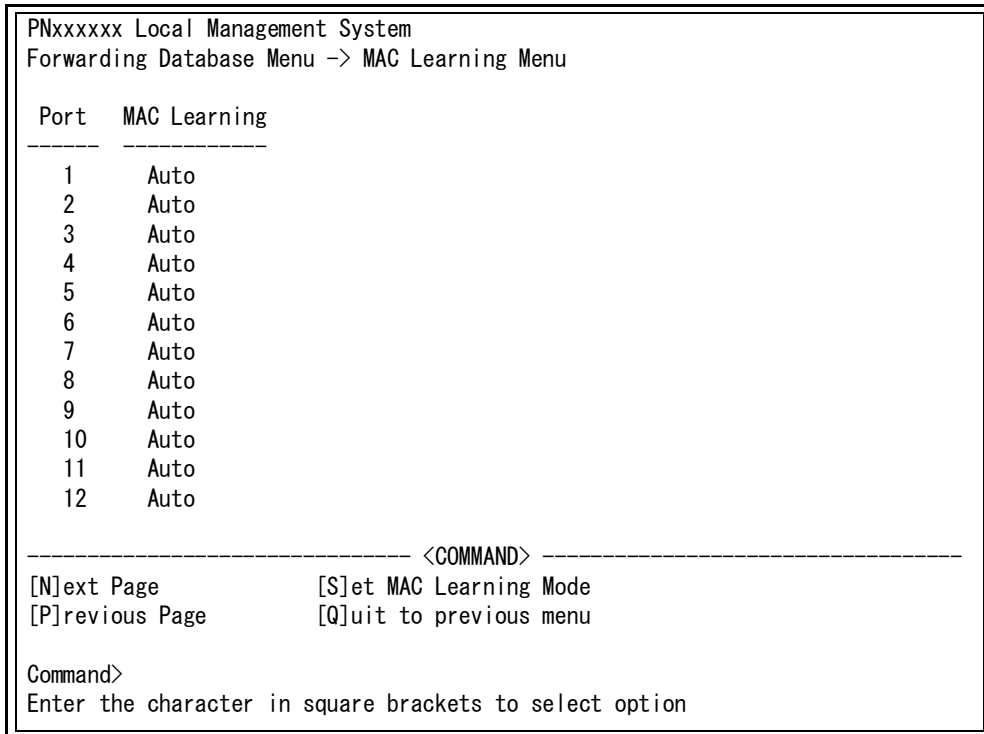 PNxxxxxx Local Management System
Forwarding Database Menu -> MAC Learning Menu
Port MAC Learning
------ ------------
1 Auto
2 Auto
3 Auto
4 Auto
5 Auto
6 Auto
7 Auto
8 Auto
9 Auto
10 Auto
11 Auto
12 Auto
-------------------------------- <COMMAND> -----------------------------------
[N]ext Page [S]et MAC Learning Mode
[P]revious Page [Q]uit to previous menu
Command>
Enter the character in square brackets to select option